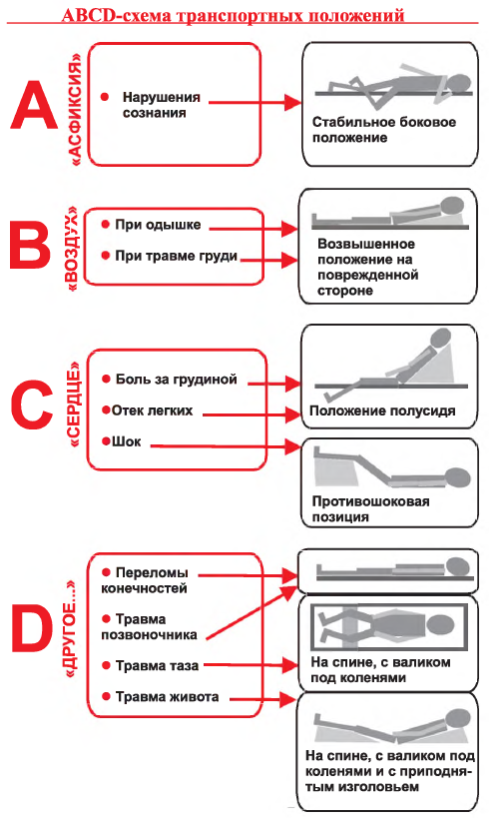 ABCD-схема транспортных положений
A
«АСФИКСИЯ»
Нарушения
сознания
Стабильное боковое
положение
B
«ВОЗДУХ»
При одышке
При травме груди
Возвышенное
положение на
поврежденной
стороне
C
«СЕРДЦЕ»
Боль за грудиной
Отек легких
Шок
Положение полусидя
Противошоковая
позиция
D
«ДРУГОЕ...»
Переломы
конечностей
Травма
позвоночника
Травма таза
Травма живота
На спине, с валиком
под коленями
На спине, с валиком под
коленями и с приподня-
тым изголовьем